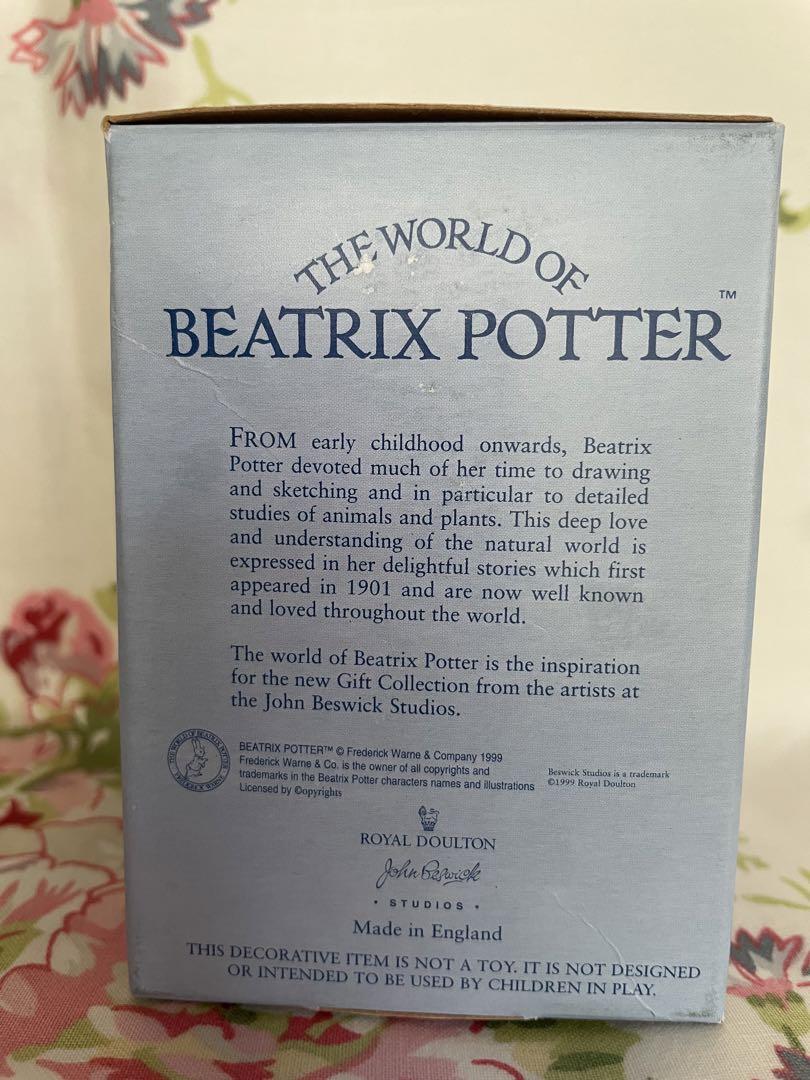 THE WORLD OF
BEATRIX POTTER™
FROM early childhood onwards, Beatrix
Potter devoted much of her time to drawing
and sketching and in particular to detailed
studies of animals and plants. This deep love
and understanding of the natural world is
expressed in her delightful stories which first
appeared in 1901 and are now well known
and loved throughout the world.
The world of Beatrix Potter is the inspiration
for the new Gift Collection from the artists at
the John Beswick Studios.
THE WORLD OF BEATRIX POTTER
FREDERICK WARNE
BEATRIX POTTER™ © Frederick Warne & Company 1999
Frederick Warne & Co. is the owner of all copyrights and
trademarks in the Beatrix Potter characters names and illustrations
Licensed by ©opyrights
Beswick Studios is a trademark
©1999 Royal Doulton
ROYAL DOULTON
John Beswick
• STUDIOS •
Made in England
THIS DECORATIVE ITEM IS NOT A TOY. IT IS NOT DESIGNED
OR INTENDED TO BE USED BY CHILDREN IN PLAY.